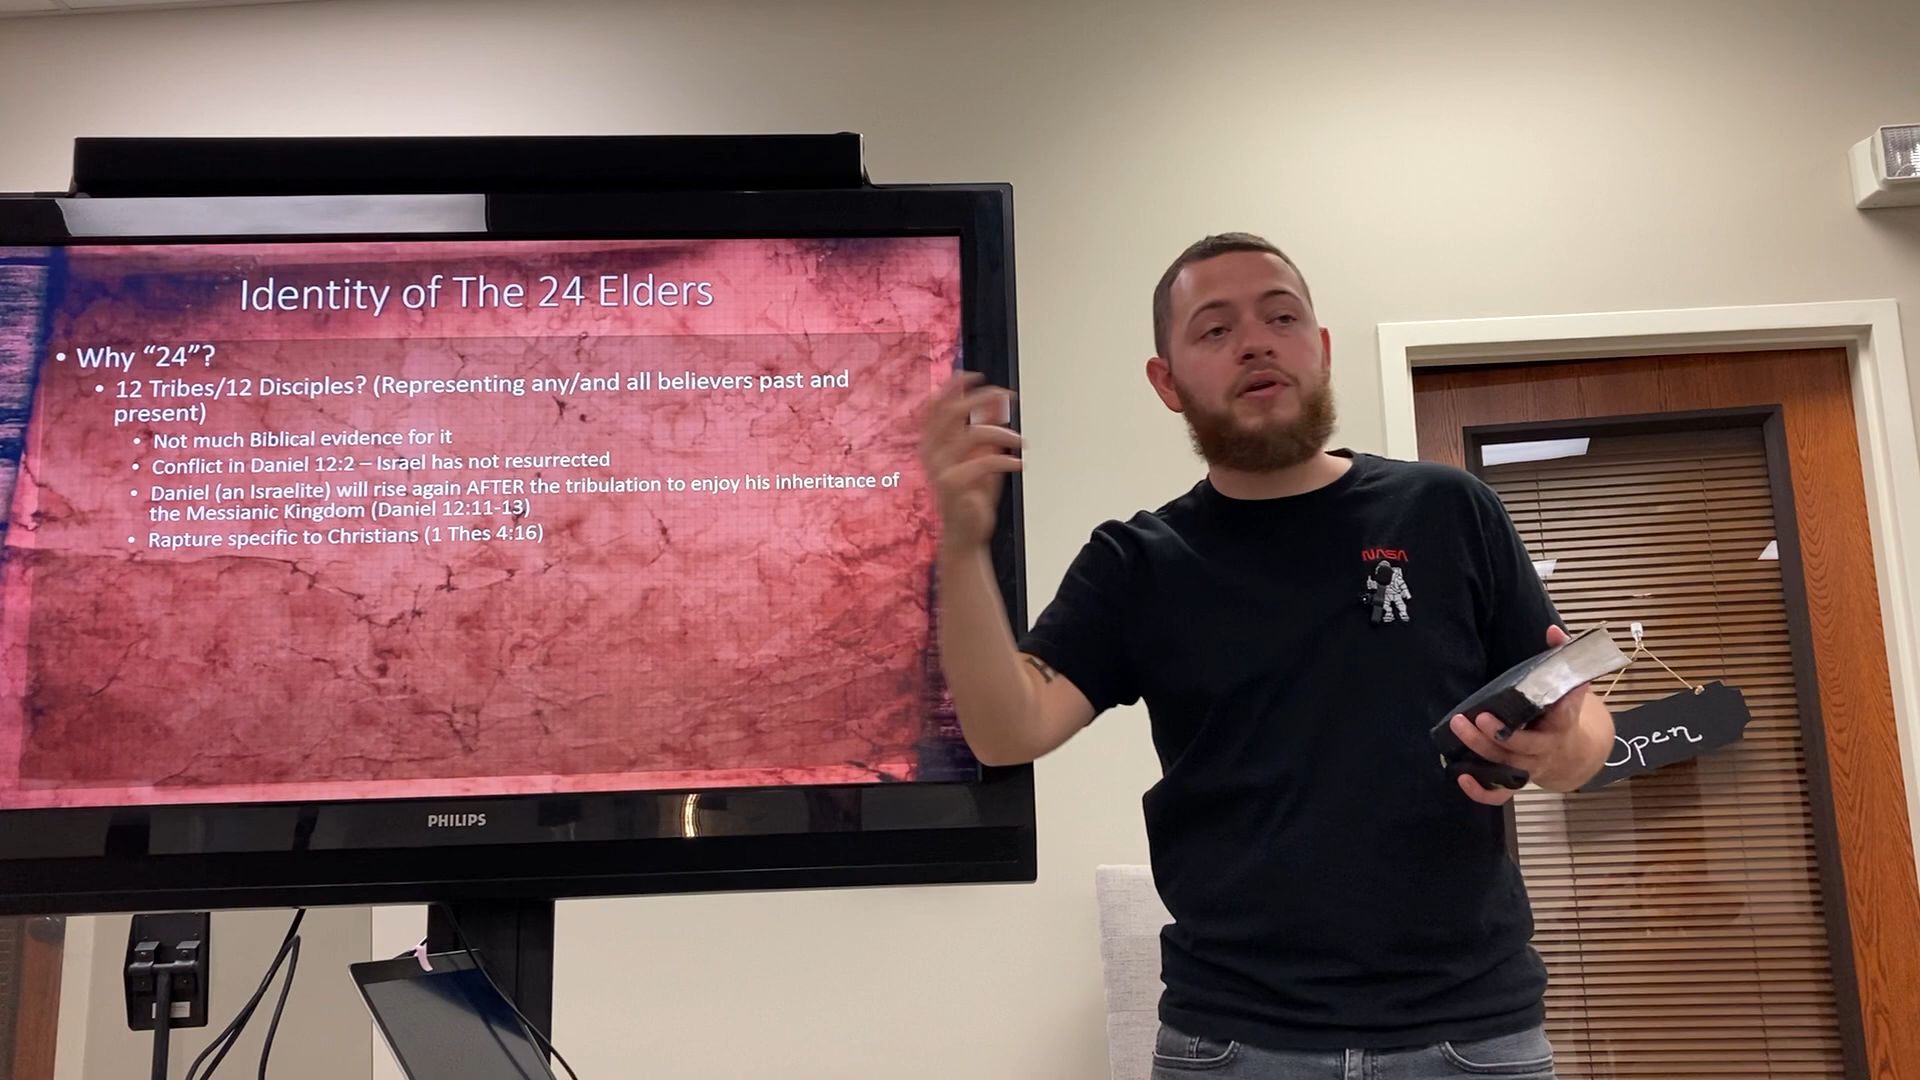 Identity of The 24 Elders
• Why “24”?
• 12 Tribes/12 Disciples? (Representing any/and all believers past and
present)
• Not much Biblical evidence for it
• Conflict in Daniel 12:2 – Israel has not resurrected
• Daniel (an Israelite) will rise again AFTER the tribulation to enjoy his inheritance of
the Messianic Kingdom (Daniel 12:11-13)
• Rapture specific to Christians (1 Thes 4:16)
PHILIPS
NASA
Open